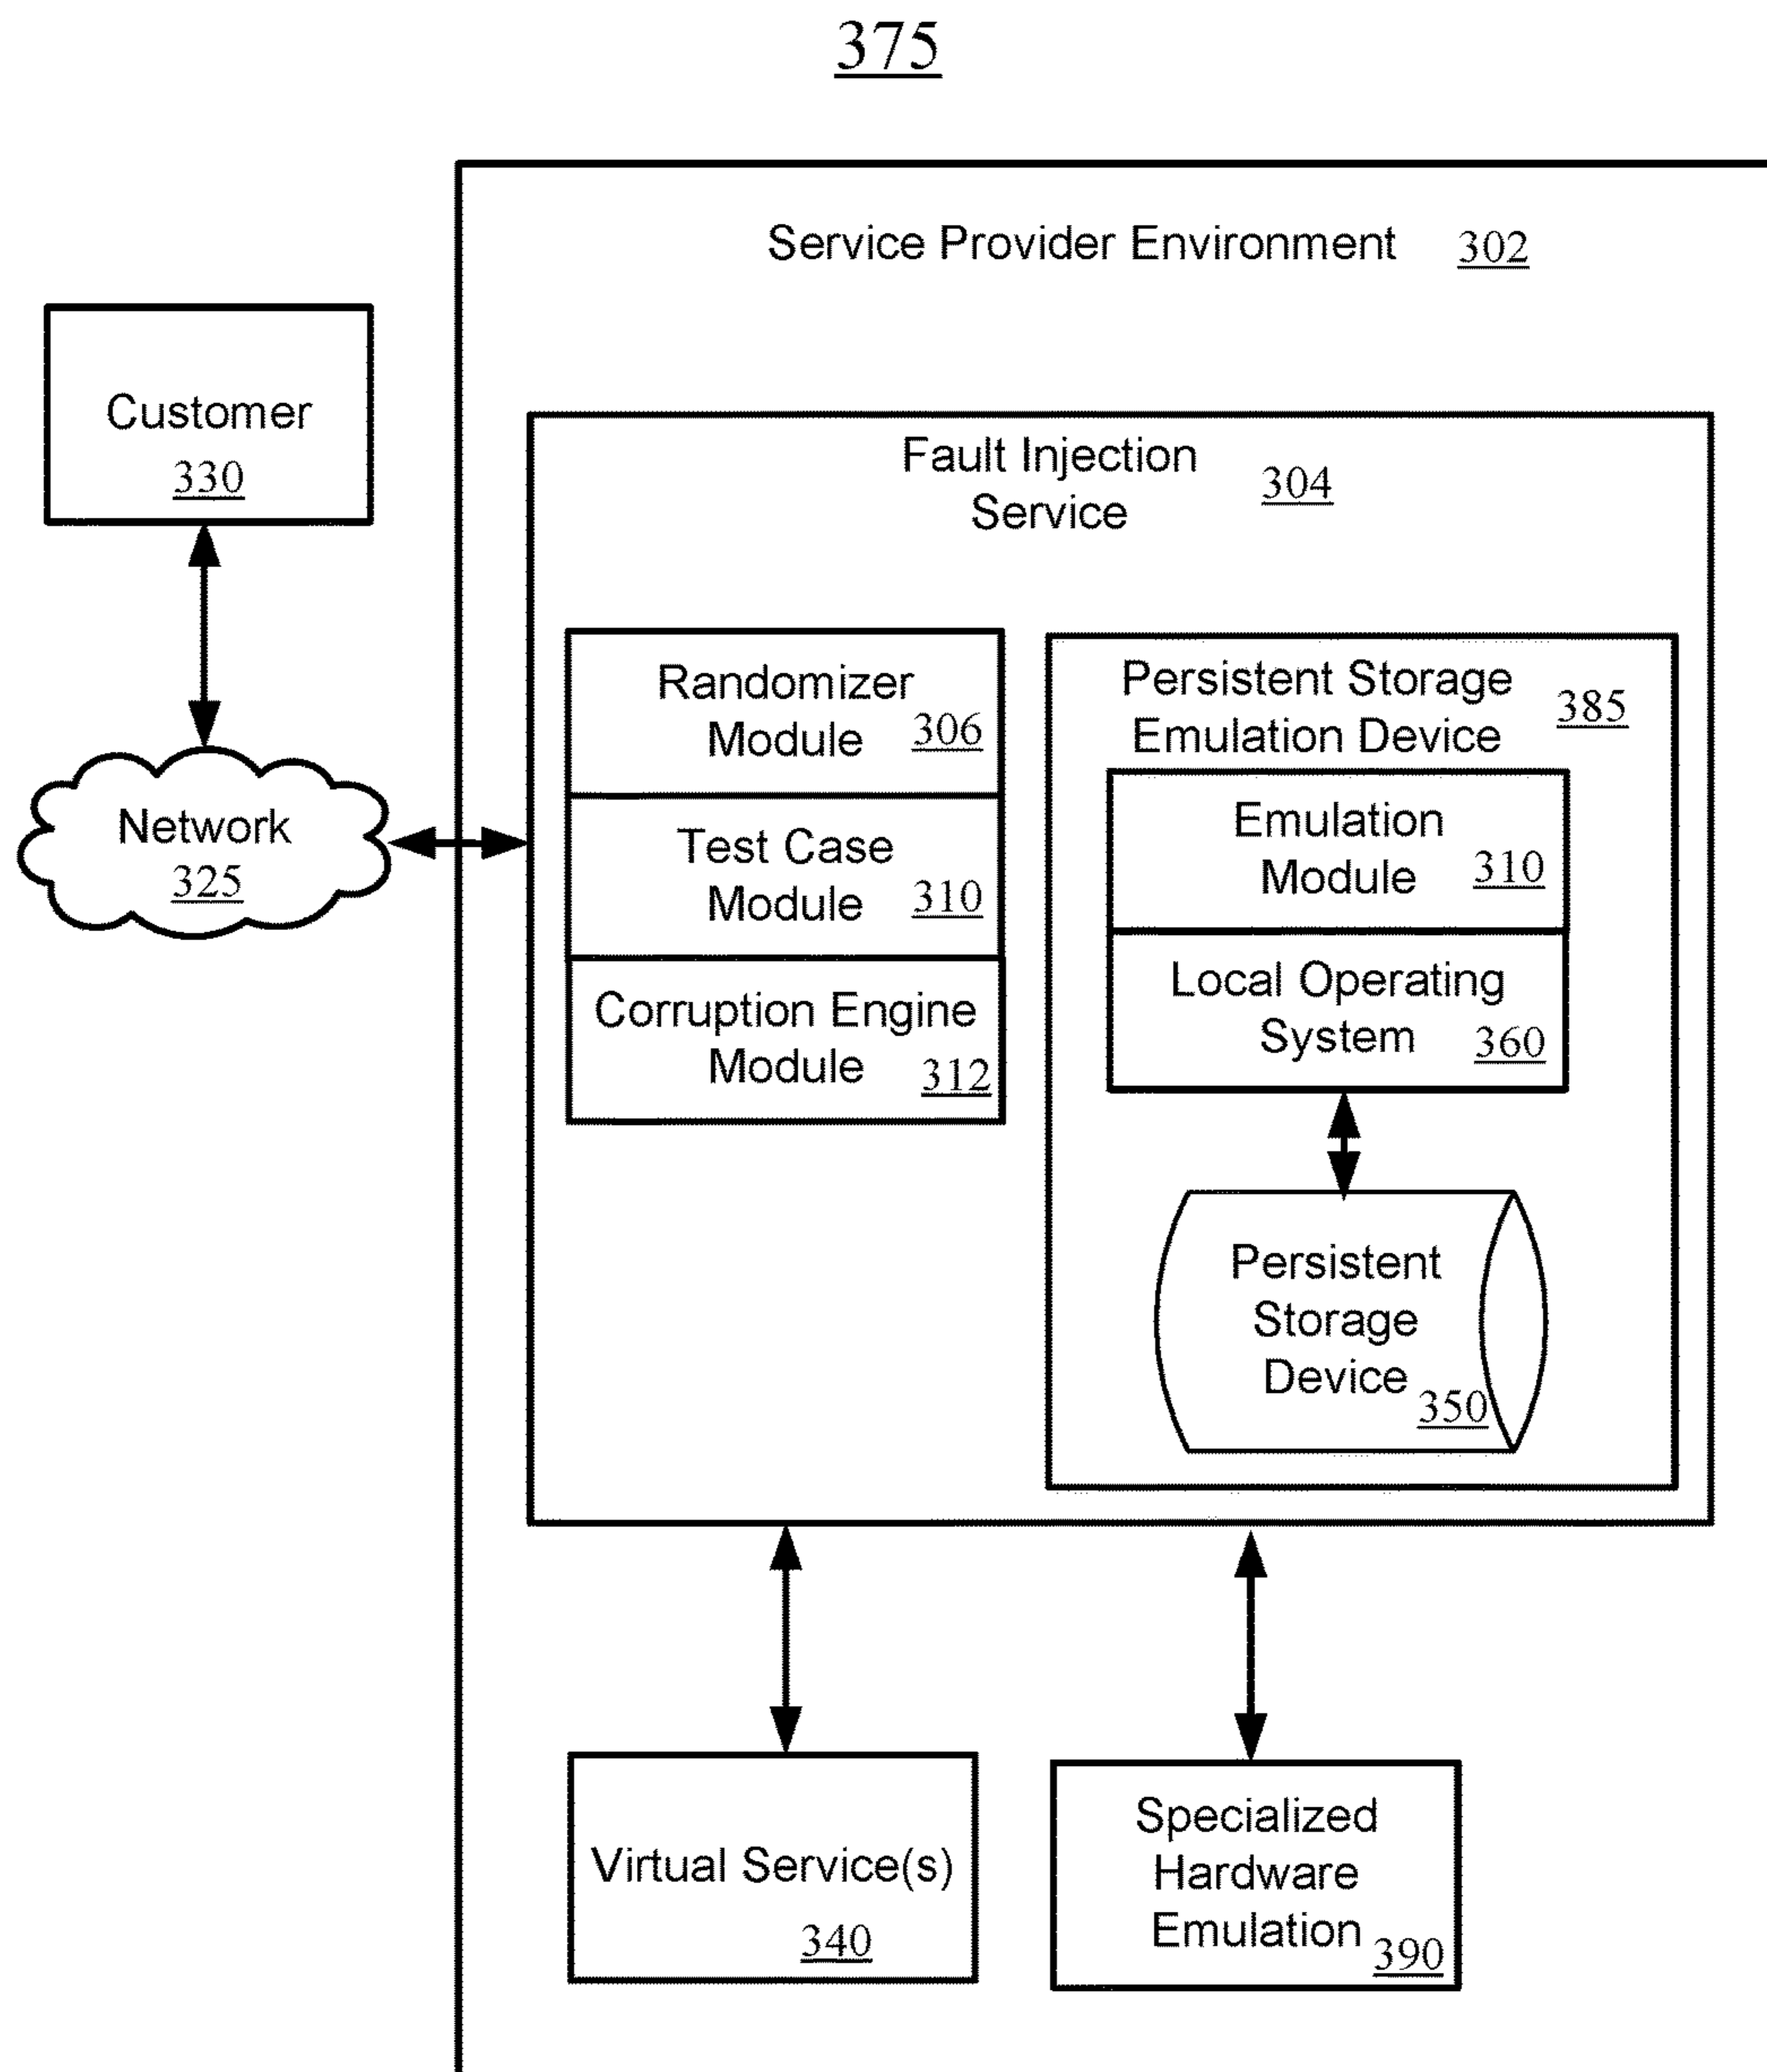 375
Service Provider Environment 302
Customer
330
Fault Injection
Service 304
Network
325
Randomizer
Module 306
Test Case
Module 310
Corruption Engine
Module 312
Persistent Storage
Emulation Device 385
Emulation
Module 310
Local Operating
System 360
Persistent
Storage
Device
350
Virtual Service(s)
340
Specialized
Hardware
Emulation 390